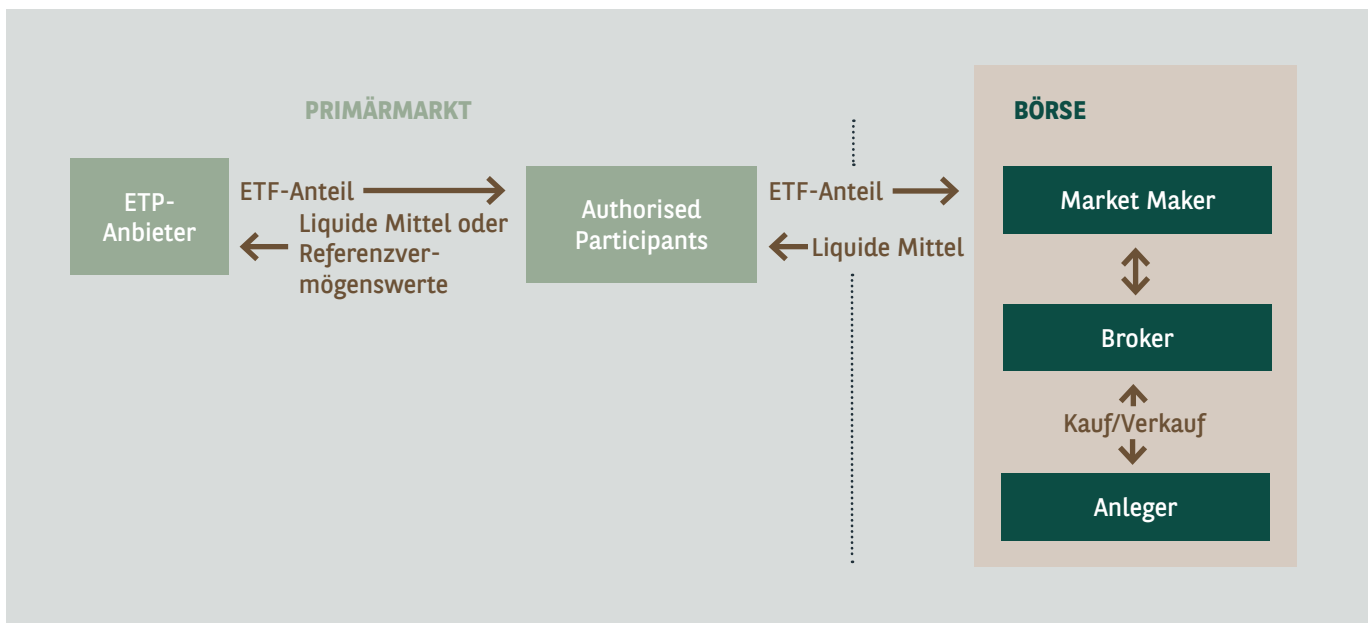 PRIMÄRMARKT
BÖRSE
ETP-
Anbieter
ETF-Anteil
Liquide Mittel oder
Referenzver-
mögenswerte
Authorised
Participants
ETF-Anteil
Liquide Mittel
Market Maker
Broker
Kauf/Verkauf
Anleger